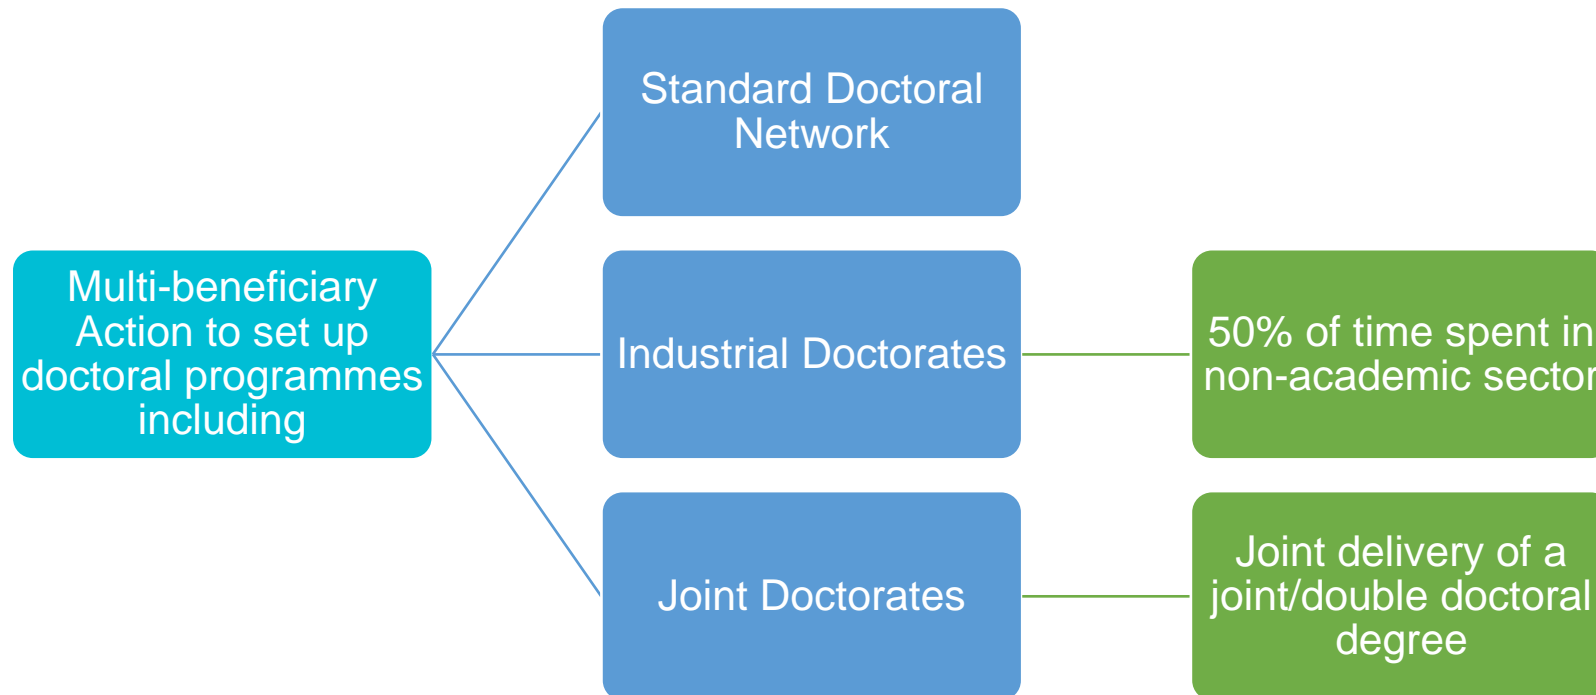 Standard Doctoral
Network
Multi-beneficiary
Action to set up
doctoral programmes
including
Industrial Doctorates
50% of time spent in
non-academic sector
Joint Doctorates
Joint delivery of a
joint/double doctoral
degree